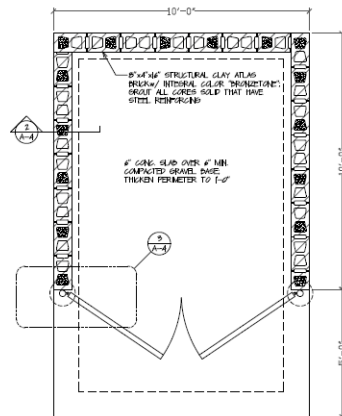 10'-0"
8"x4"x16" STRUCTURAL CLAY ATLAS
BRICK w/ INTEGRAL COLOR "BRONZETONE".
GROUT ALL CORES SOLID THAT HAVE
STEEL REINFORCING
2
A-4
6" CONC. SLAB OVER 6" MIN.
COMPACTED GRAVEL BASE.
THICKEN PERIMETER TO 1'-0"
3
A-4
10'-0"